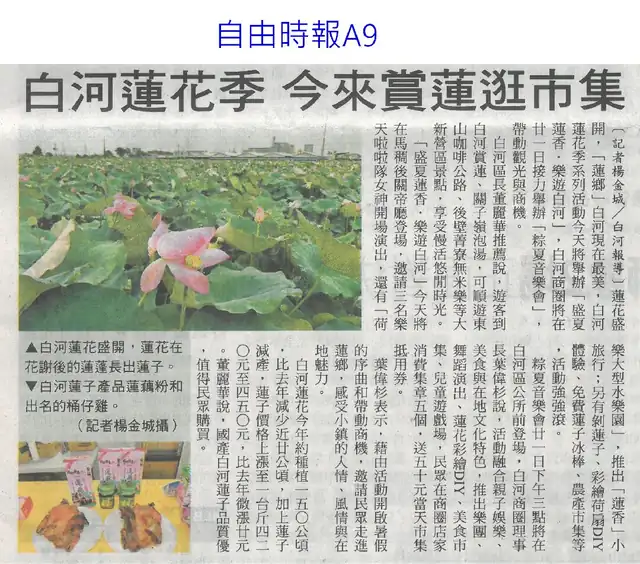 自由時報A9
白河蓮花季 今來賞蓮逛市集
〔記者楊金城/白河報導〕蓮花盛
開,「蓮鄉」白河現在最美,白河
蓮花季系列活動今天將舉辦「盛夏
蓮香.樂遊白河」,白河商圈將在
廿一日接力舉辦「粽夏音樂會」,
帶動觀光與商機。
白河區長董麗華推薦說,遊客到
白河賞蓮、關子嶺泡湯,可順遊東
山咖啡公路、後壁菁寮無米樂等大
新營區景點,享受慢活悠閒時光。
「盛夏蓮香.樂遊白河」今天將
在馬稠後關帝廳登場,邀請三名樂
天啦啦隊女神開場演出,還有「荷
樂大型水樂園」,推出「蓮香」小
旅行;另有剝蓮子、彩繪荷扇DIY
體驗、免費蓮子冰棒、農產市集等
,活動強強滾。
粽夏音樂會廿一日下午三點將在
白河區公所前登場,白河商圈理事
長葉偉杉說,活動融合親子娛樂、
美食與在地文化特色,推出樂團、
舞蹈演出、蓮花彩繪DIY、美食市
集、兒童遊戲場,民眾在商圈店家
消費集章五個,送五十元當天市集
抵用券。
葉偉杉表示,藉由活動開啟暑假
的序曲和帶動商機,邀請民眾走進
蓮鄉,感受小鎮的人情、風情與在
地魅力。
白河蓮花今年約種植一五〇公頃
,比去年減少近廿公頃,加上蓮子
減產,蓮子價格上漲至一台斤四二
〇元至四五〇元,比去年微漲廿元
。董麗華說,國產白河蓮子品質優
,值得民眾購買。
▲白河蓮花盛開,蓮花在
花謝後的蓮蓬長出蓮子。
▼白河蓮子產品蓮藕粉和
出名的桶仔雞。
(記者楊金城攝)